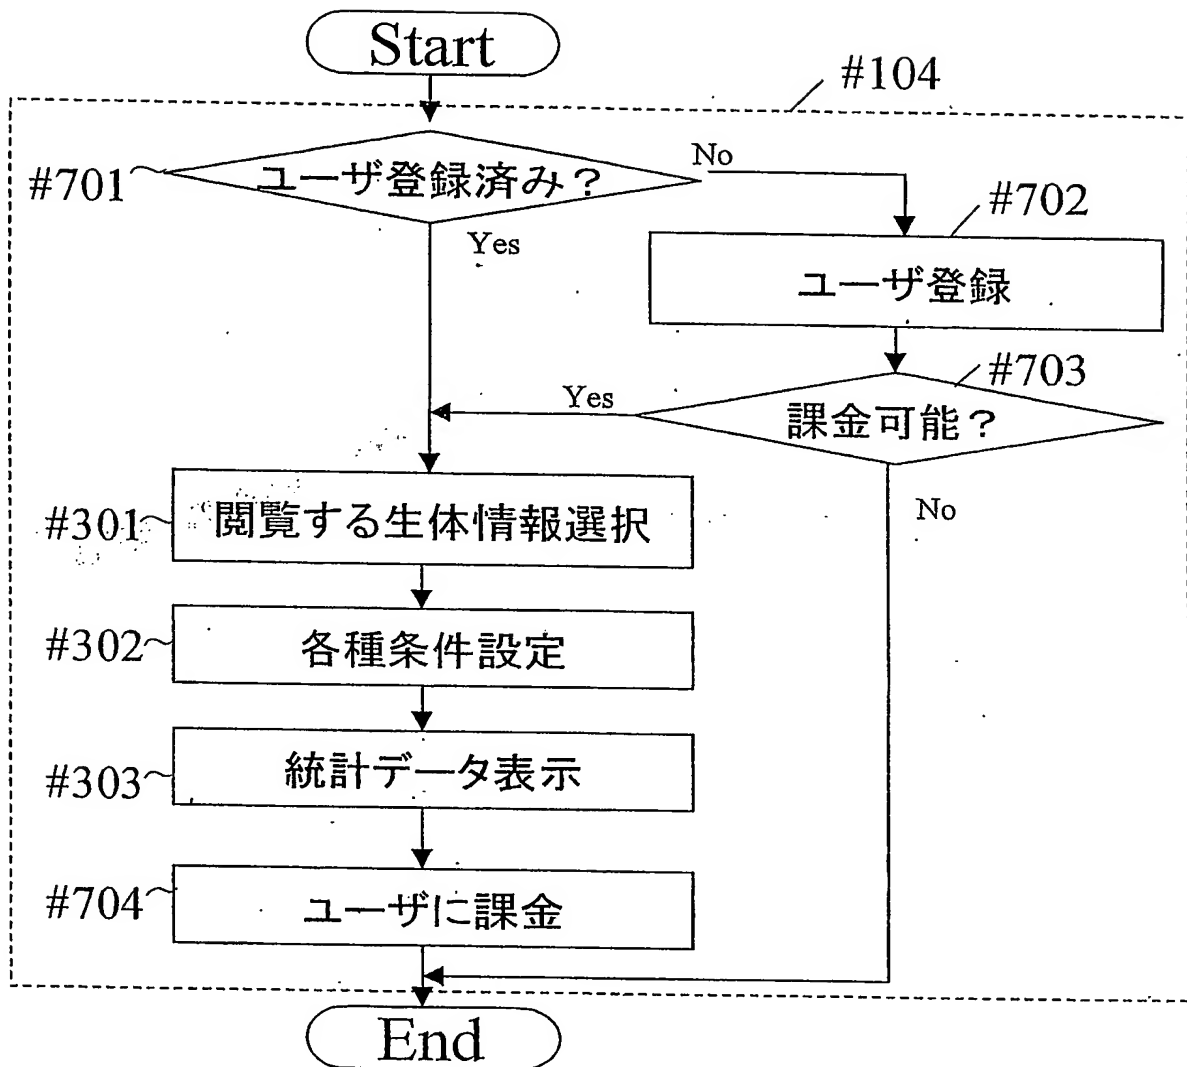 Start
#104
#701
ユーザ登録済み？
No
#702
Yes
ユーザ登録
#703
Yes
課金可能？
#301
閲覧する生体情報選択
No
#302
各種条件設定
#303
統計データ表示
#704
ユーザに課金
End